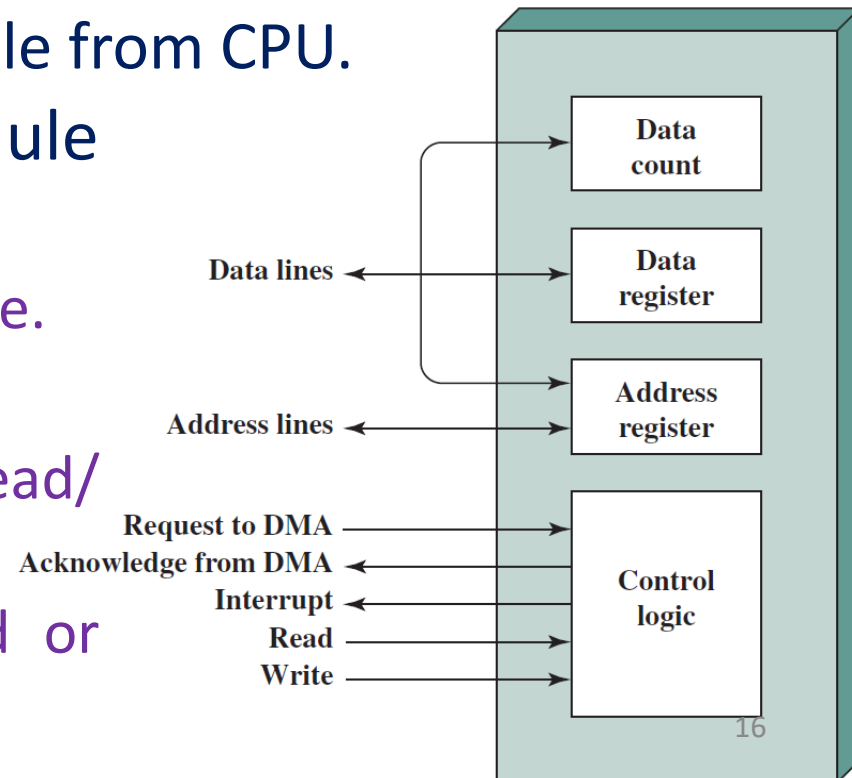 le from CPU.
ule
e.
ead/
d or
Data
count
Data lines
Data
register
Address lines
Address
register
Request to DMA
Acknowledge from DMA
Interrupt
Read
Write
Control
logic
16